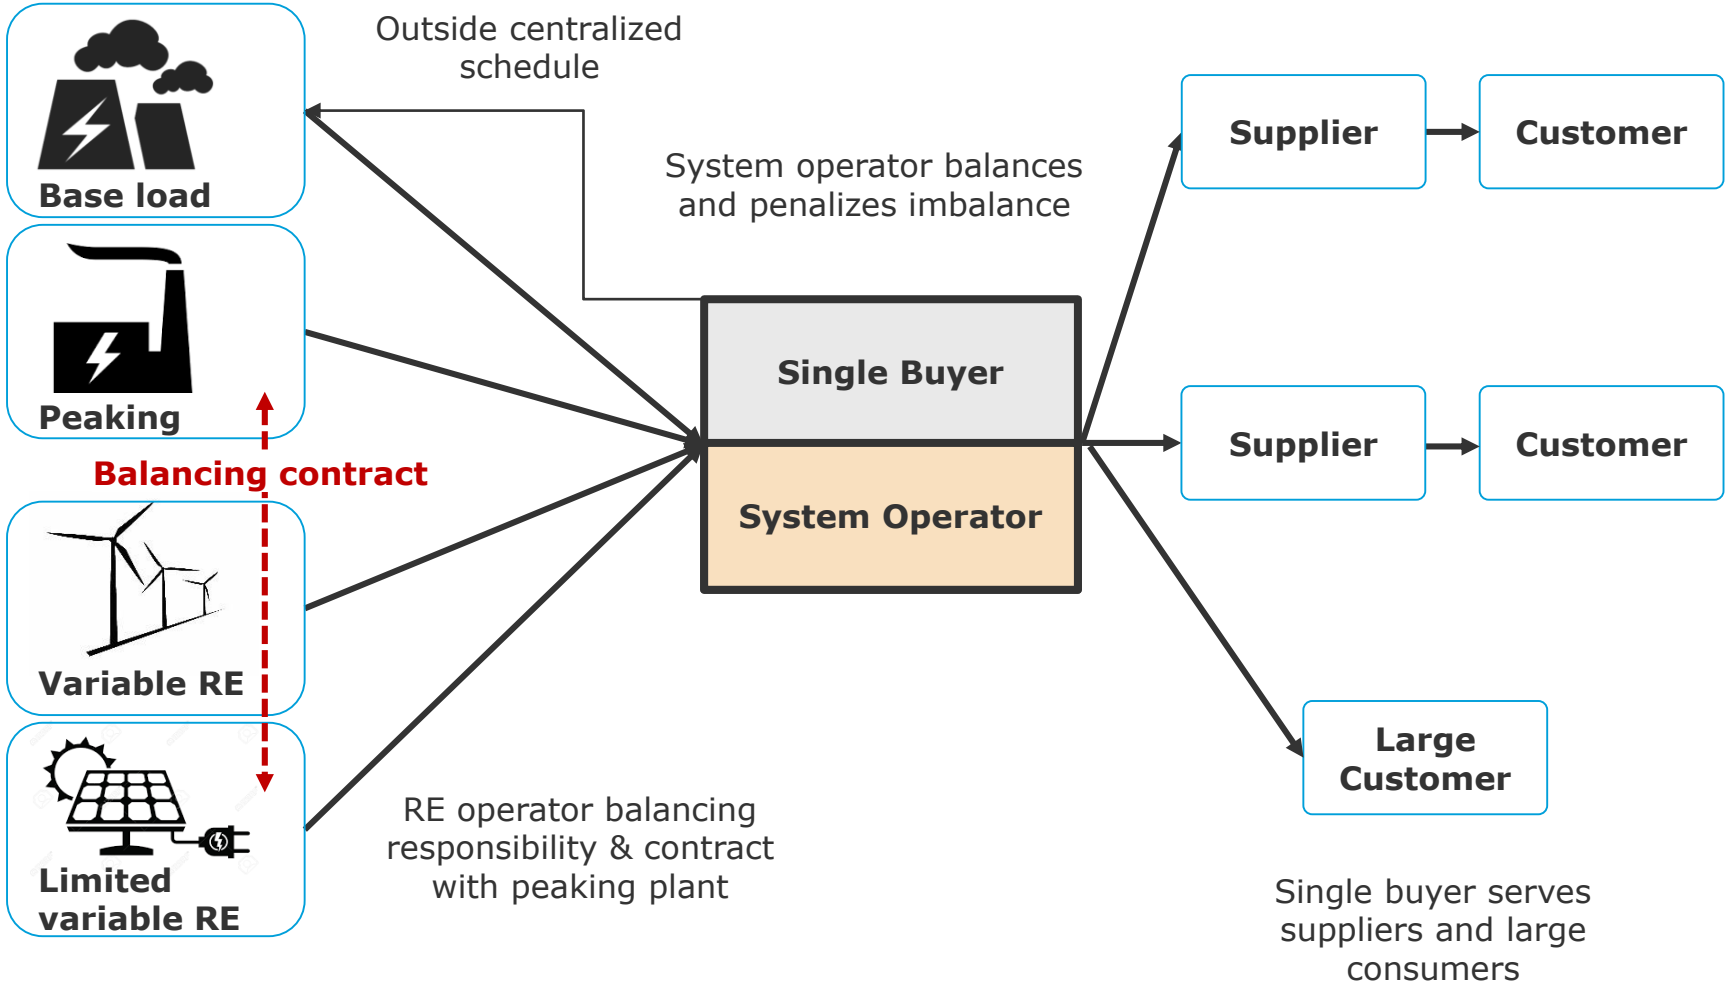 Outside centralized
schedule
Base load
System operator balances
and penalizes imbalance
Supplier
Customer
Peaking
Balancing contract
Single Buyer
System Operator
Supplier
Customer
Variable RE
Limited
variable RE
RE operator balancing
responsibility & contract
with peaking plant
Large
Customer
Single buyer serves
suppliers and large
consumers